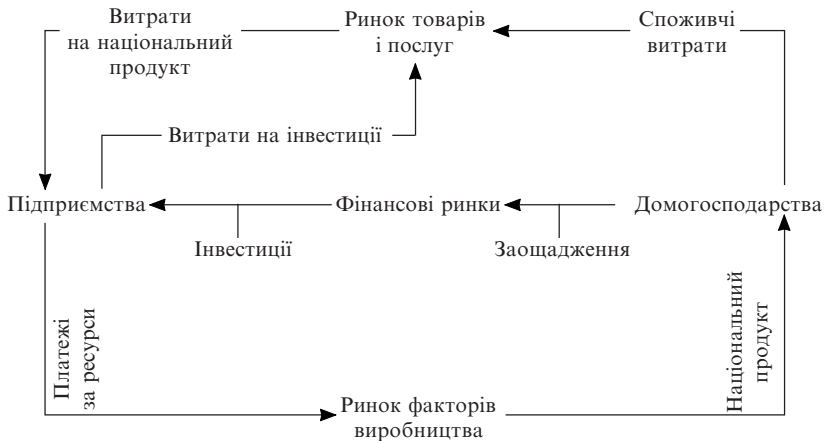 Витрати
на національний
продукт
Ринок товарів
і послуг
Споживчі
витрати
Витрати на інвестиції
Підприємства
Фінансові ринки
Домогосподарства
Інвестиції
Заощадження
Платежі
за ресурси
Національний
продукт
Ринок факторів
виробництва